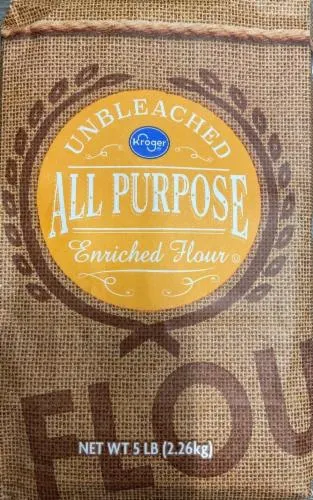 UNBLEACHED
Kroger
ALL PURPOSE
Enriched Flour
FLOU
NET WT 5 LB (2.26kg)